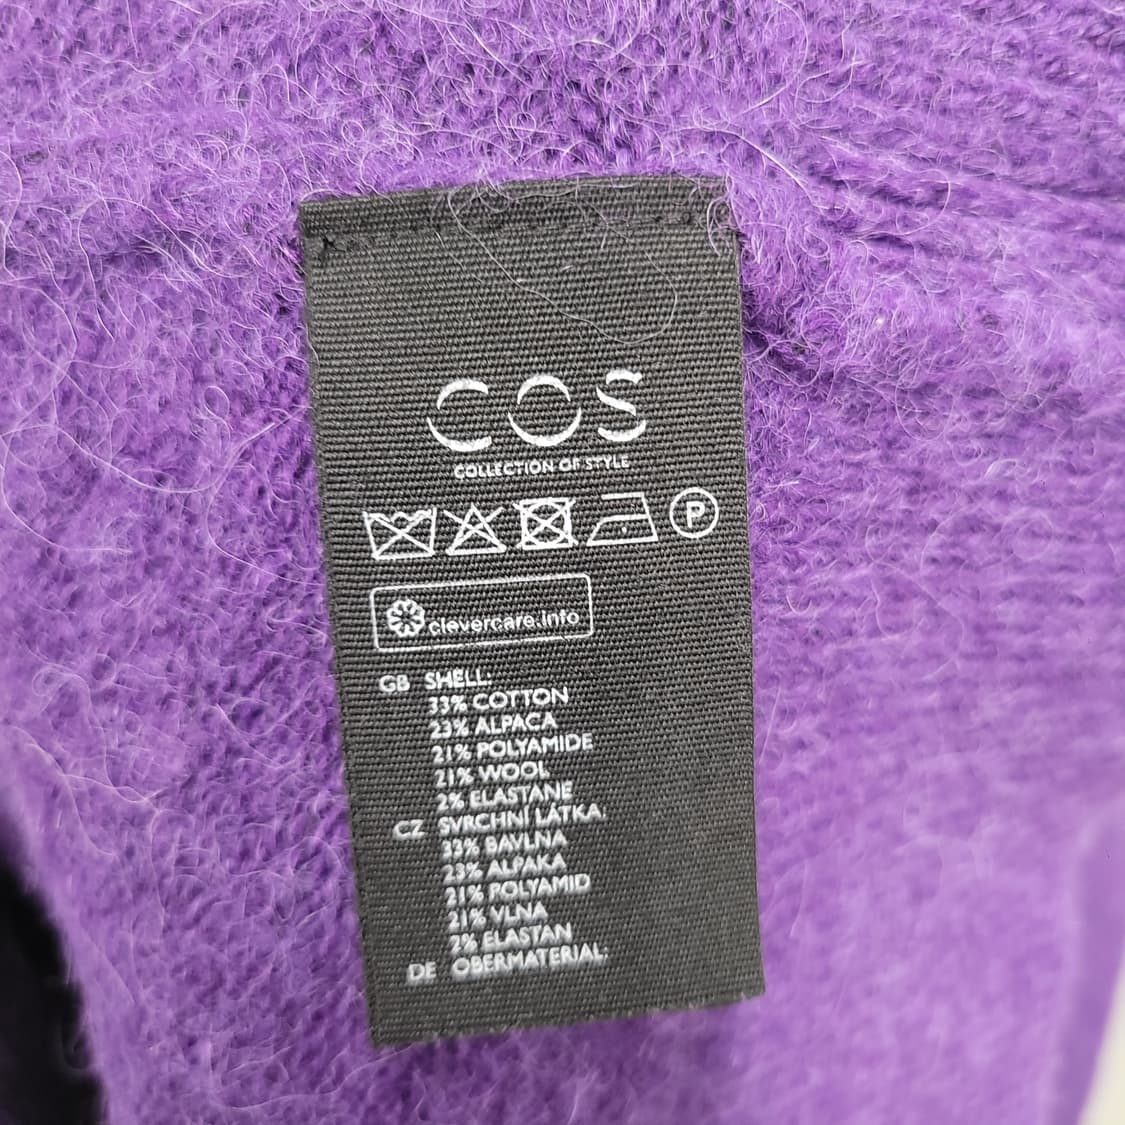 COS
COLLECTION OF STYLE
P
clevercare.info
GB SHELL:
33% COTTON
23% ALPACA
21% POLYAMIDE
21% WOOL
2% ELASTANE
CZ SVRCHNÍ LÁTKA:
33% BAVLNA
23% ALPAKA
21% POLYAMID
21% VLNA
2% ELASTAN
DE OBERMATERIAL: